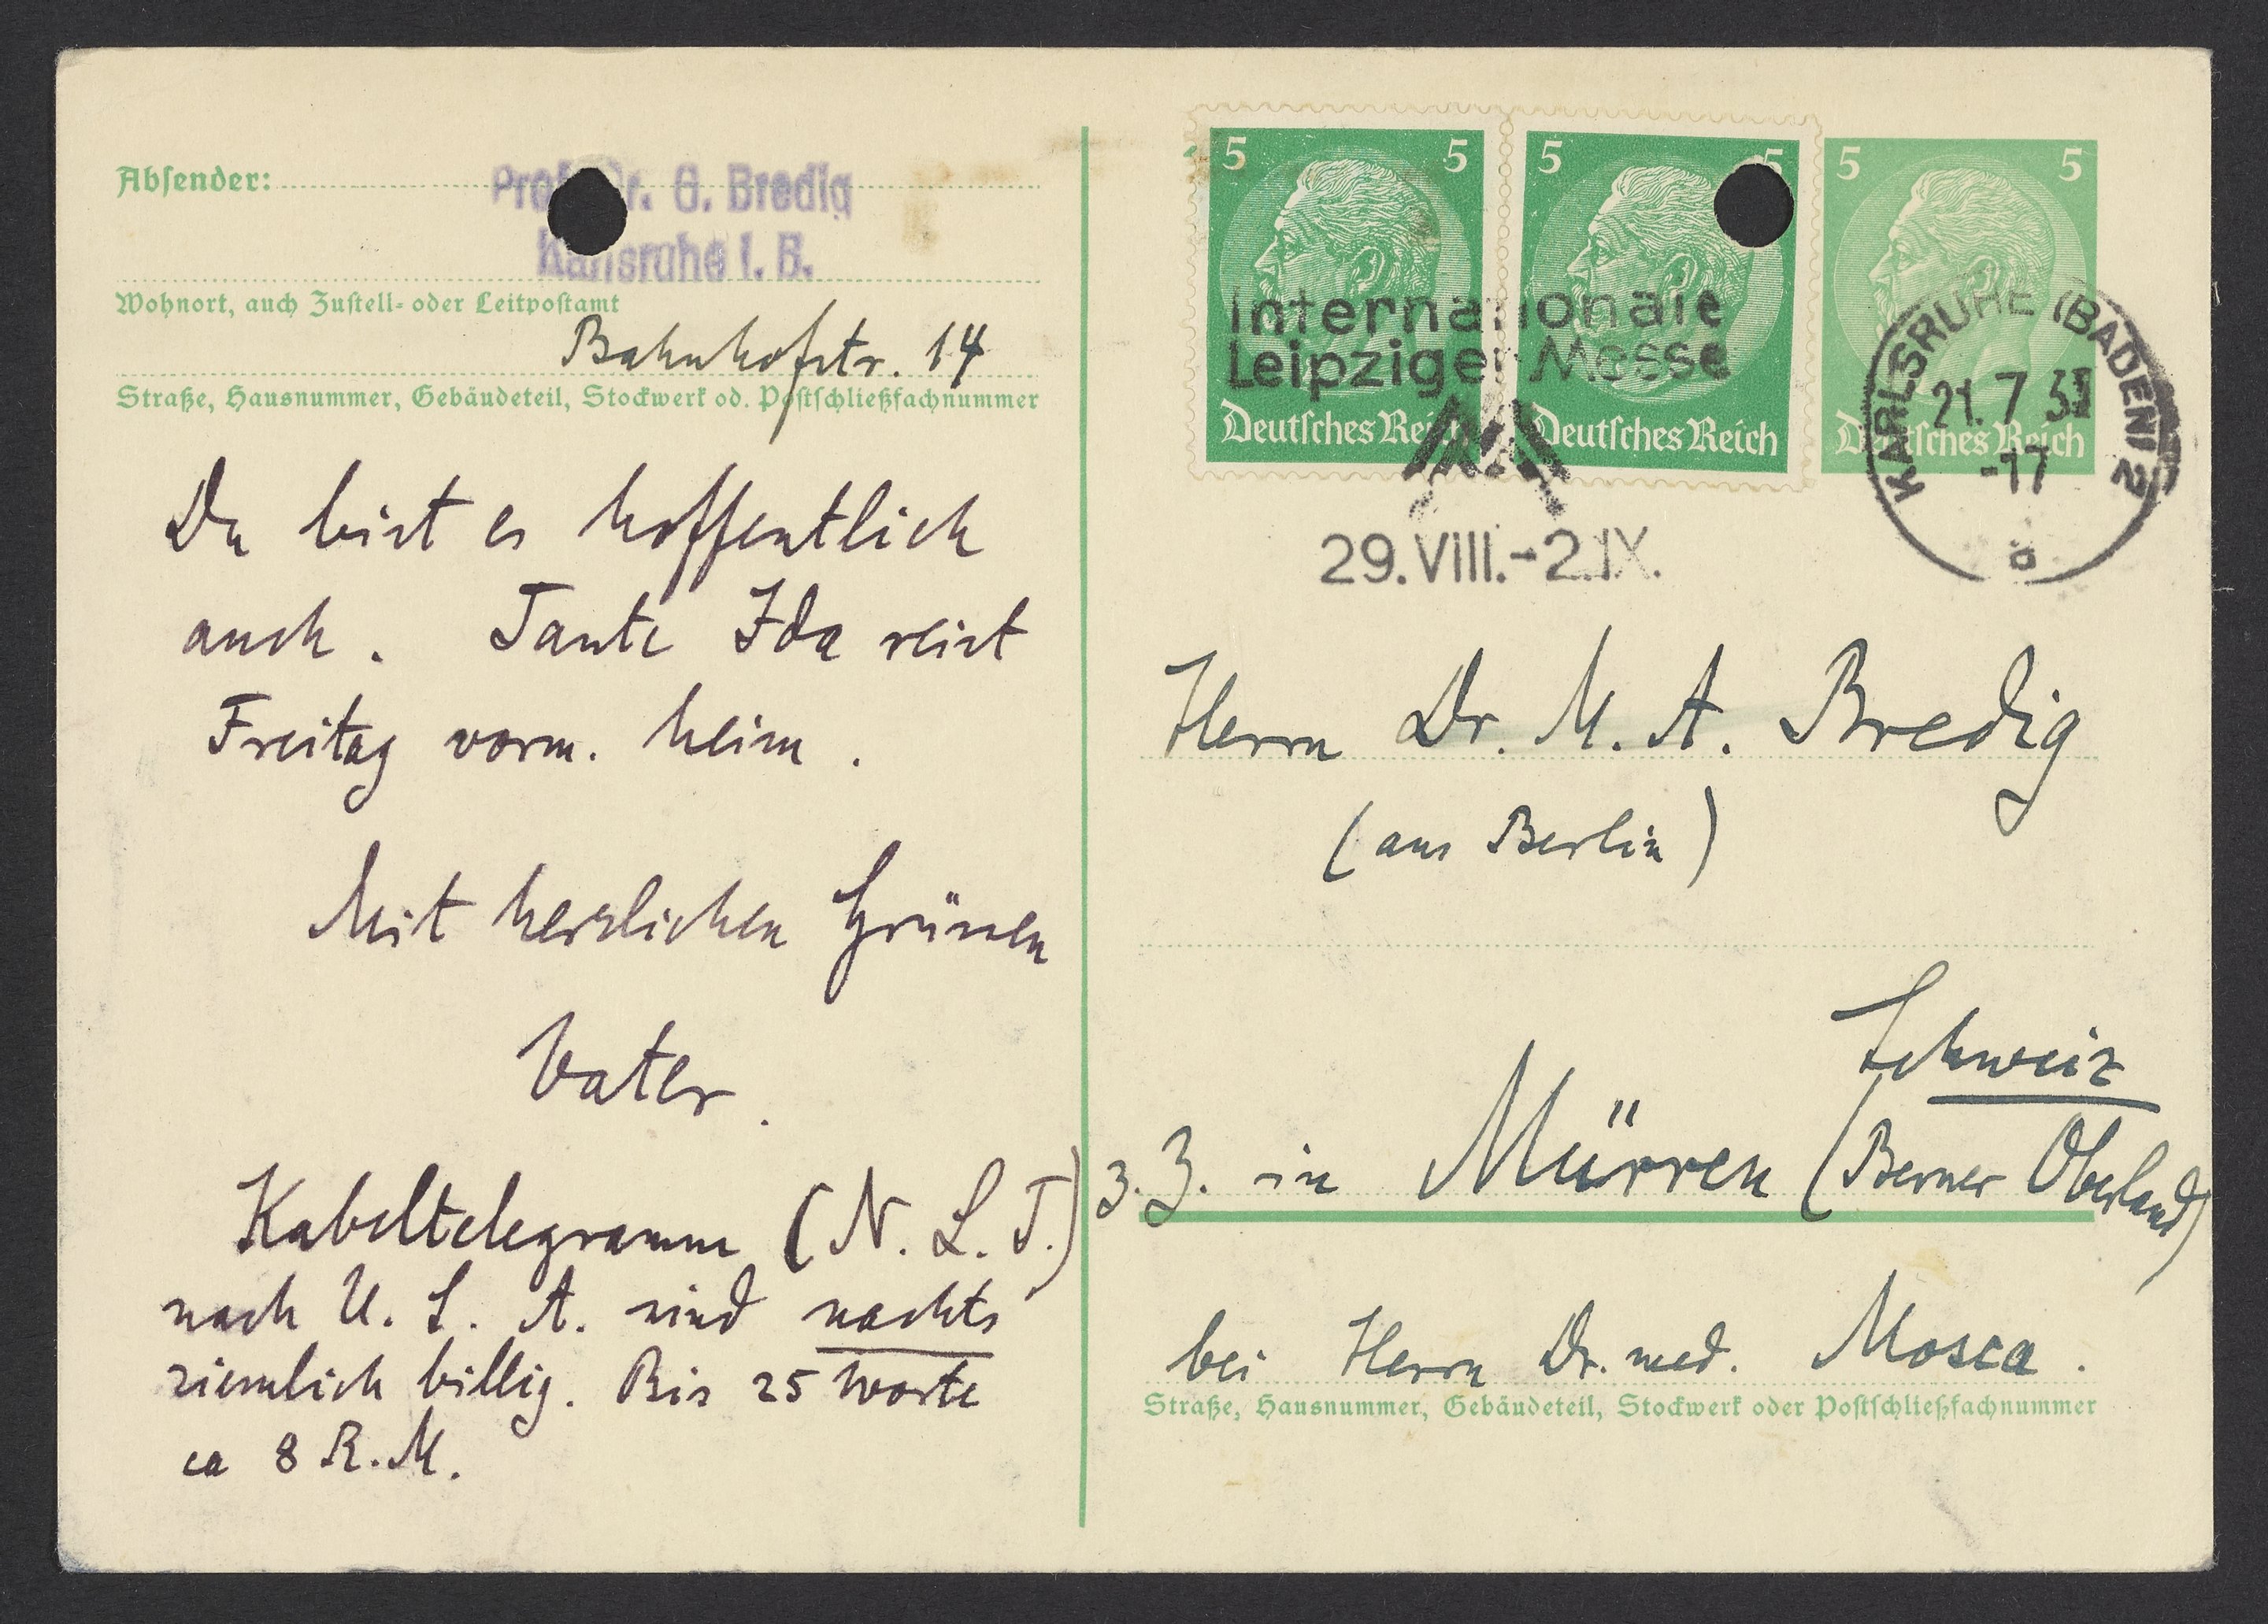 Absender:
Prof. Dr. G. Bredig
Karlsruhe i. B.
Wohnort, auch Zustell- oder Leitpostamt
Bahnhofstr. 14
Straße, Hausnummer, Gebäudeteil, Stockwerk od. Postschließfachnummer
Du bist es hoffentlich
auch. Tante Ida reist
Freitag vorm. heim.
Mit herzlichen Grüssen
Vater.
Kabeltelegramme (N. L. T.)
nach U. S. A. sind nachts
ziemlich billig. Bis 25 Worte
ca 8 R. M.
5 5
5 5
5 5
Deutsches Reich
Deutsches Reich
Deutsches Reich
Internationale
Leipziger Messe
29. VIII.-2. IX.
KARLSRUHE (BADEN) 2
21. 7
-17
a
Herrn Dr. M. A. Bredig
(aus Berlin)
Schweiz
z. Z. in Mürren (Berner Oberland)
bei Herrn Dr. med. Mosca.
Straße, Hausnummer, Gebäudeteil, Stockwerk oder Postschließfachnummer